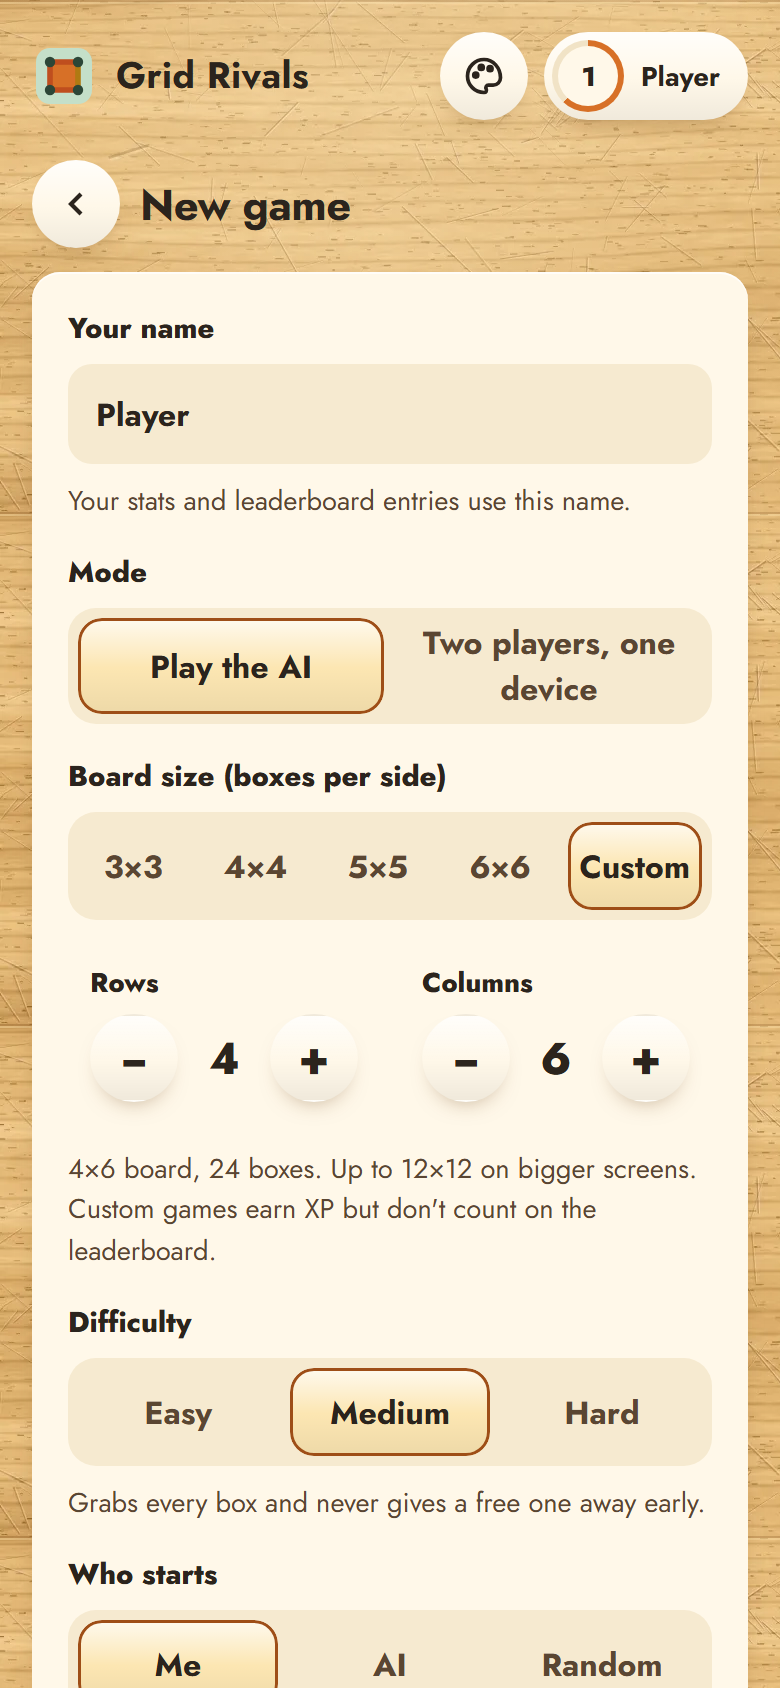 Grid Rivals
1 Player
New game
Your name
Player
Your stats and leaderboard entries use this name.
Mode
Play the AI
Two players, one
device
Board size (boxes per side)
3×3 4×4 5×5 6×6 Custom
Rows Columns
– 4 + – 6 +
4×6 board, 24 boxes. Up to 12×12 on bigger screens.
Custom games earn XP but don't count on the
leaderboard.
Difficulty
Easy Medium Hard
Grabs every box and never gives a free one away early.
Who starts
Me AI Random